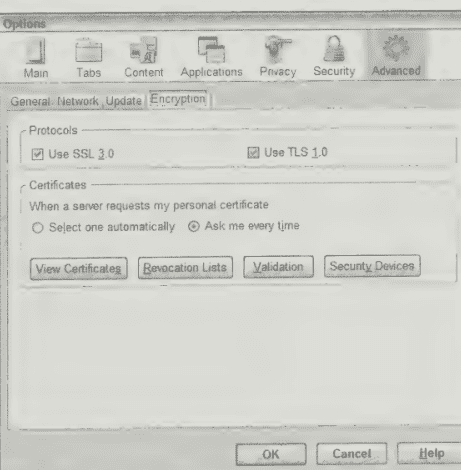 Options
Main Tabs Content Applications Privacy Security Advanced
General Network Update Encryption
Protocols
Use SSL 3.0 Use TLS 1.0
Certificates
When a server requests my personal certificate
Select one automatically Ask me every time
View Certificates Revocation Lists Validation Security Devices
OK Cancel Help